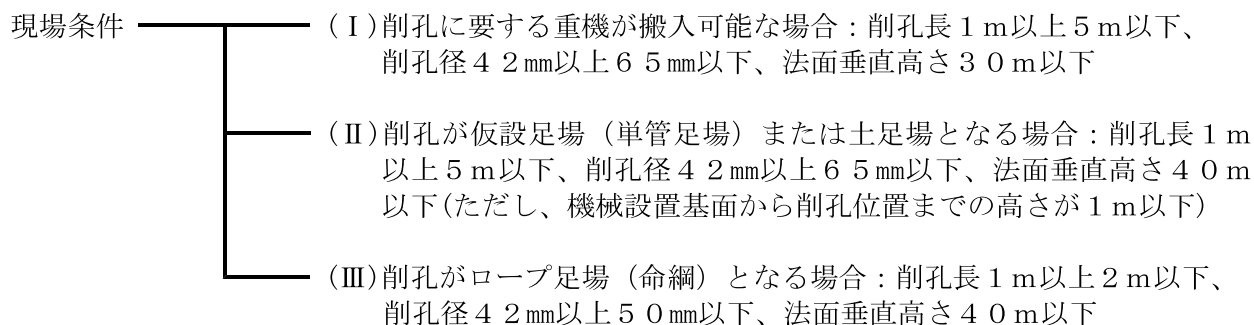 現場条件
(Ⅰ)削孔に要する重機が搬入可能な場合：削孔長１ｍ以上５ｍ以下、
削孔径４２㎜以上６５㎜以下、法面垂直高さ３０ｍ以下
(Ⅱ)削孔が仮設足場（単管足場）または土足場となる場合：削孔長１ｍ
以上５ｍ以下、削孔径４２㎜以上６５㎜以下、法面垂直高さ４０ｍ
以下(ただし、機械設置基面から削孔位置までの高さが１ｍ以下)
(Ⅲ)削孔がロープ足場（命綱）となる場合：削孔長１ｍ以上２ｍ以下、
削孔径４２㎜以上５０㎜以下、法面垂直高さ４０ｍ以下